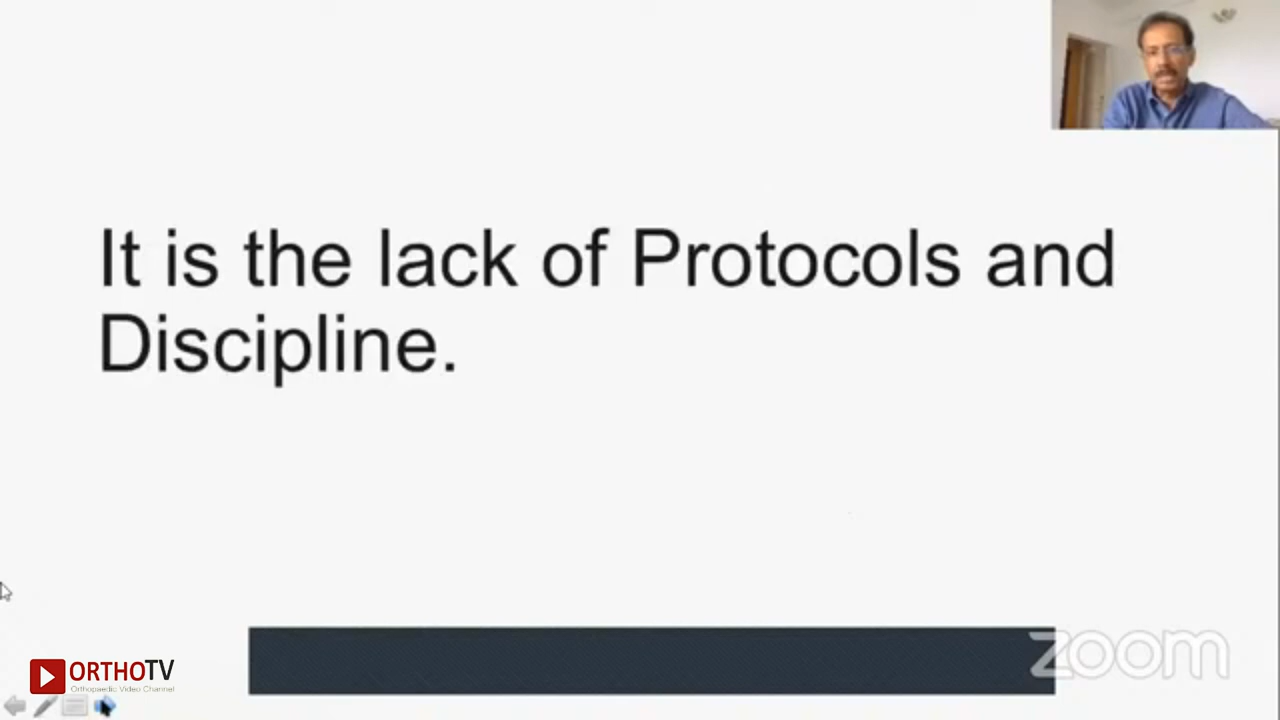 It is the lack of Protocols and
Discipline.
ORTHOTV
Orthopaedic Video Channel
zoom